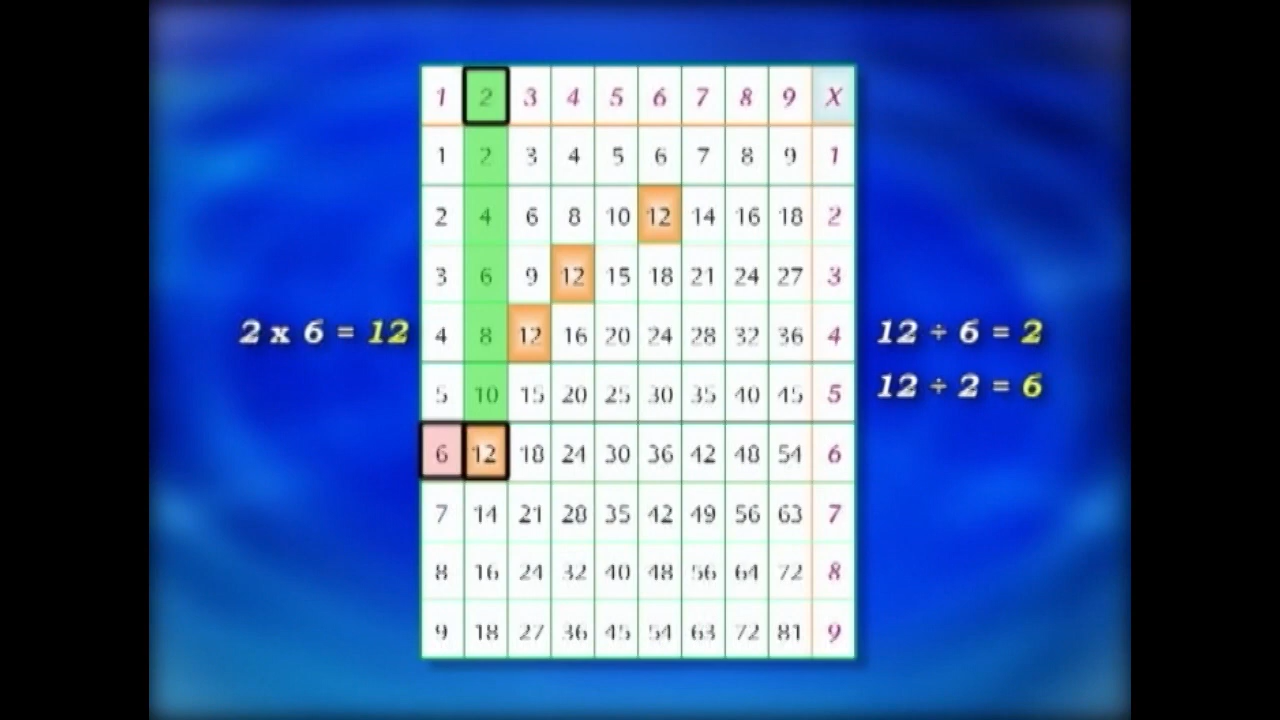 1 2 3 4 5 6 7 8 9 X
1 2 3 4 5 6 7 8 9 1
2 4 6 8 10 12 14 16 18 2
3 6 9 12 15 18 21 24 27 3
2 x 6 = 12
4 8 12 16 20 24 28 32 36 4
12 ÷ 6 = 2
12 ÷ 2 = 6
5 10 15 20 25 30 35 40 45 5
6 12 18 24 30 36 42 48 54 6
7 14 21 28 35 42 49 56 63 7
8 16 24 32 40 48 56 64 72 8
9 18 27 36 45 54 63 72 81 9